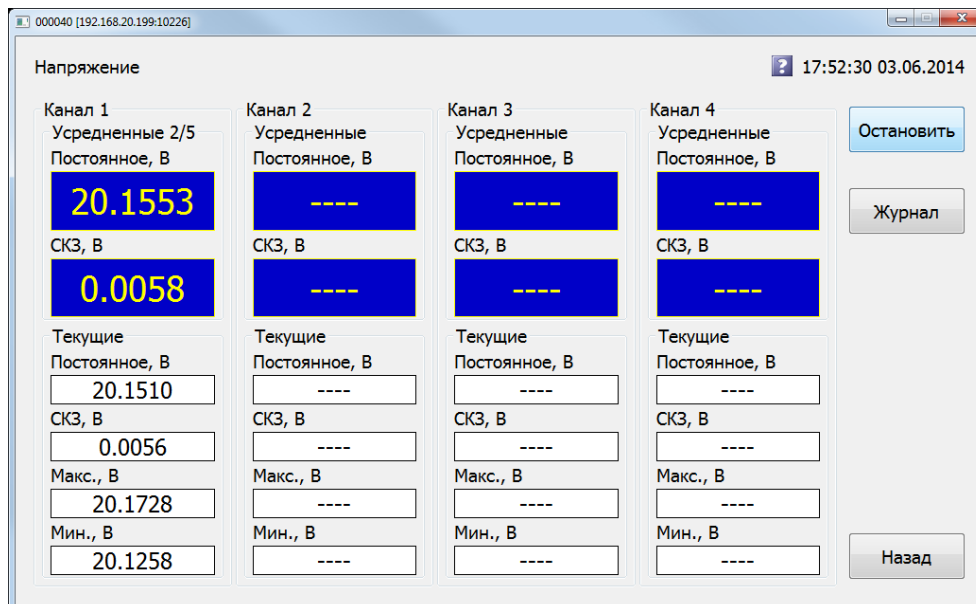 000040 [192.168.20.199:10226]
Напряжение
? 17:52:30 03.06.2014
Канал 1
Усредненные 2/5
Постоянное, В
20.1553
СКЗ, В
0.0058
Текущие
Постоянное, В
20.1510
СКЗ, В
0.0056
Макс., В
20.1728
Мин., В
20.1258
Канал 2
Усредненные
Постоянное, В
----
СКЗ, В
----
Текущие
Постоянное, В
----
СКЗ, В
----
Макс., В
----
Мин., В
----
Канал 3
Усредненные
Постоянное, В
----
СКЗ, В
----
Текущие
Постоянное, В
----
СКЗ, В
----
Макс., В
----
Мин., В
----
Канал 4
Усредненные
Постоянное, В
----
СКЗ, В
----
Текущие
Постоянное, В
----
СКЗ, В
----
Макс., В
----
Мин., В
----
Остановить
Журнал
Назад